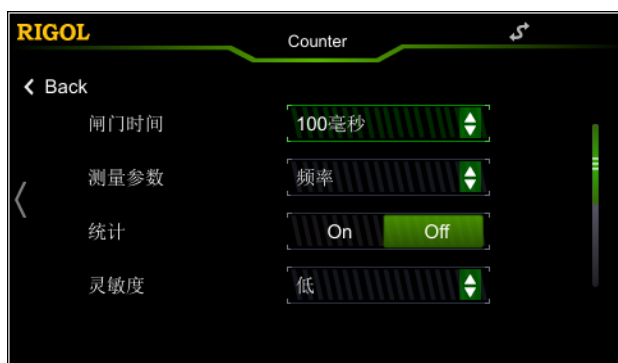 RIGOL
Counter
Back
闸门时间 100毫秒
测量参数 频率
统计 On Off
灵敏度 低